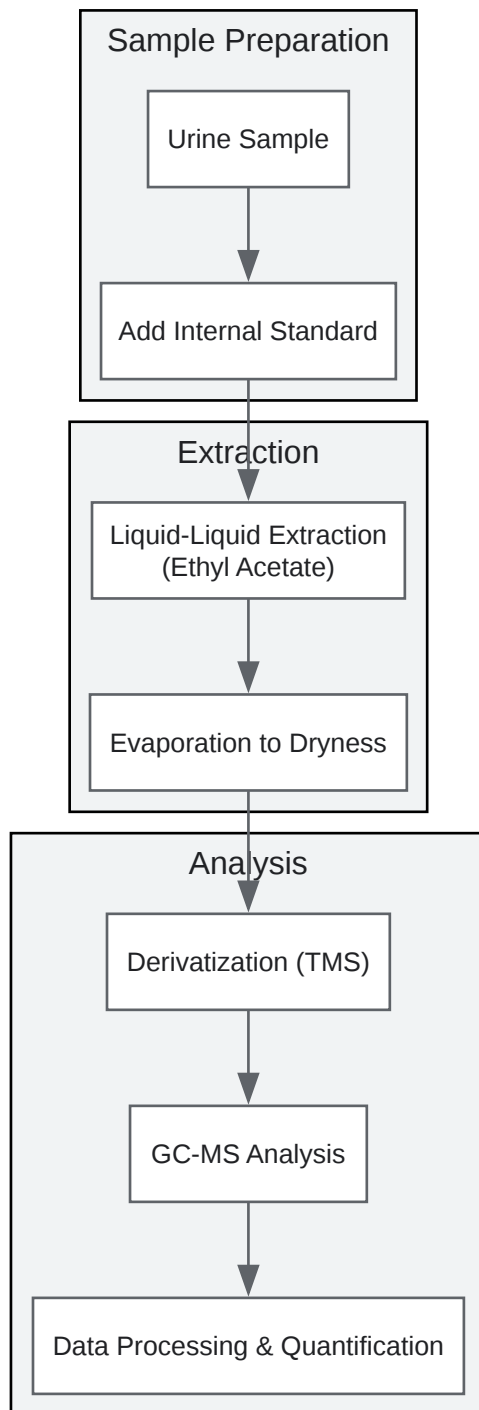 Sample Preparation
Urine Sample
Add Internal Standard
Extraction
Liquid-Liquid Extraction
(Ethyl Acetate)
Evaporation to Dryness
Analysis
Derivatization (TMS)
GC-MS Analysis
Data Processing & Quantification